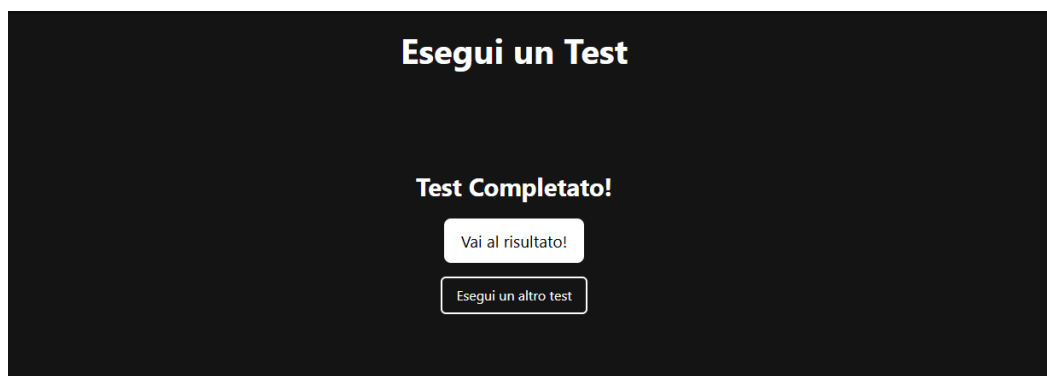 Esegui un Test
Test Completato!
Vai al risultato!
Esegui un altro test